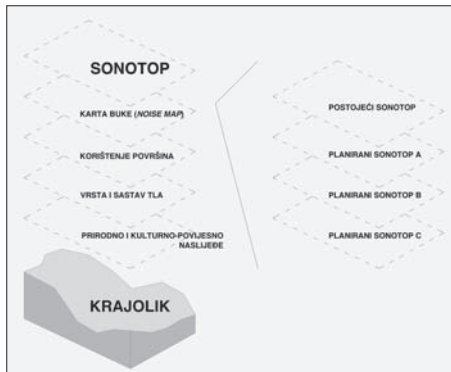 SONOTOP
KARTA BUKE (NOISE MAP)
KORIŠTENJE POVRŠINA
VRSTA I SASTAV TLA
PRIRODNO I KULTURNO-POVIJESNO
NASLIJEĐE
KRAJOLIK
POSTOJEĆI SONOTOP
PLANIRANI SONOTOP A
PLANIRANI SONOTOP B
PLANIRANI SONOTOP C